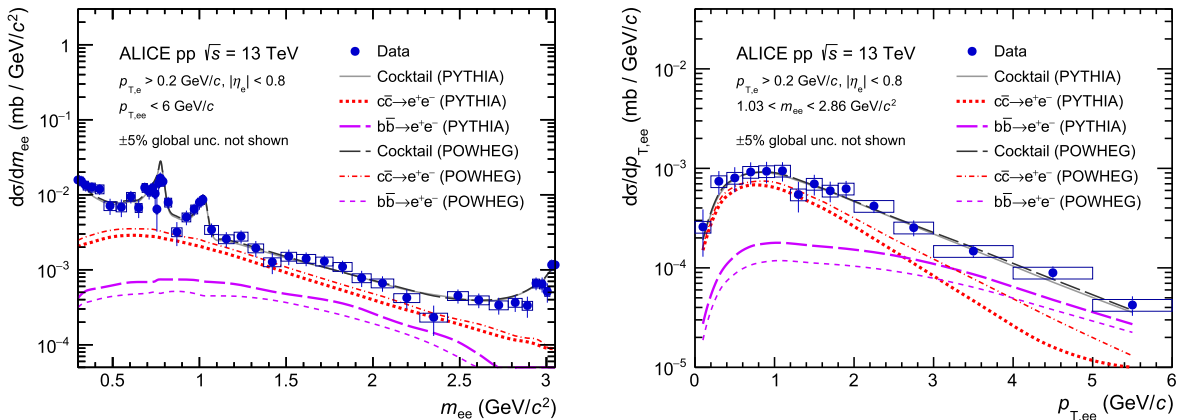 dσ/dm_ee (mb / GeV/c²)
1
10⁻¹
10⁻²
10⁻³
10⁻⁴
ALICE pp √s = 13 TeV
p_T,e > 0.2 GeV/c, |η_e| < 0.8
p_T,ee < 6 GeV/c
±5% global unc. not shown
Data
Cocktail (PYTHIA)
cc̄→e⁺e⁻ (PYTHIA)
bb̄→e⁺e⁻ (PYTHIA)
Cocktail (POWHEG)
cc̄→e⁺e⁻ (POWHEG)
bb̄→e⁺e⁻ (POWHEG)
0.5 1 1.5 2 2.5 3
m_ee (GeV/c²)
dσ/dp_T,ee (mb / GeV/c)
10⁻¹
10⁻²
10⁻³
10⁻⁴
10⁻⁵
ALICE pp √s = 13 TeV
p_T,e > 0.2 GeV/c, |η_e| < 0.8
1.03 < m_ee < 2.86 GeV/c²
±5% global unc. not shown
Data
Cocktail (PYTHIA)
cc̄→e⁺e⁻ (PYTHIA)
bb̄→e⁺e⁻ (PYTHIA)
Cocktail (POWHEG)
cc̄→e⁺e⁻ (POWHEG)
bb̄→e⁺e⁻ (POWHEG)
0 1 2 3 4 5 6
p_T,ee (GeV/c)